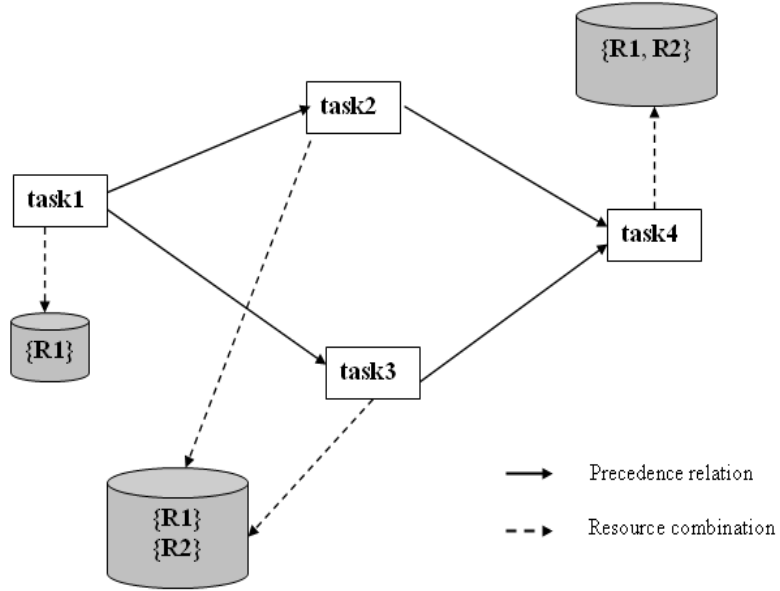 {R1, R2}
task2
task1
task4
{R1}
task3
Precedence relation
{R1}
{R2}
Resource combination